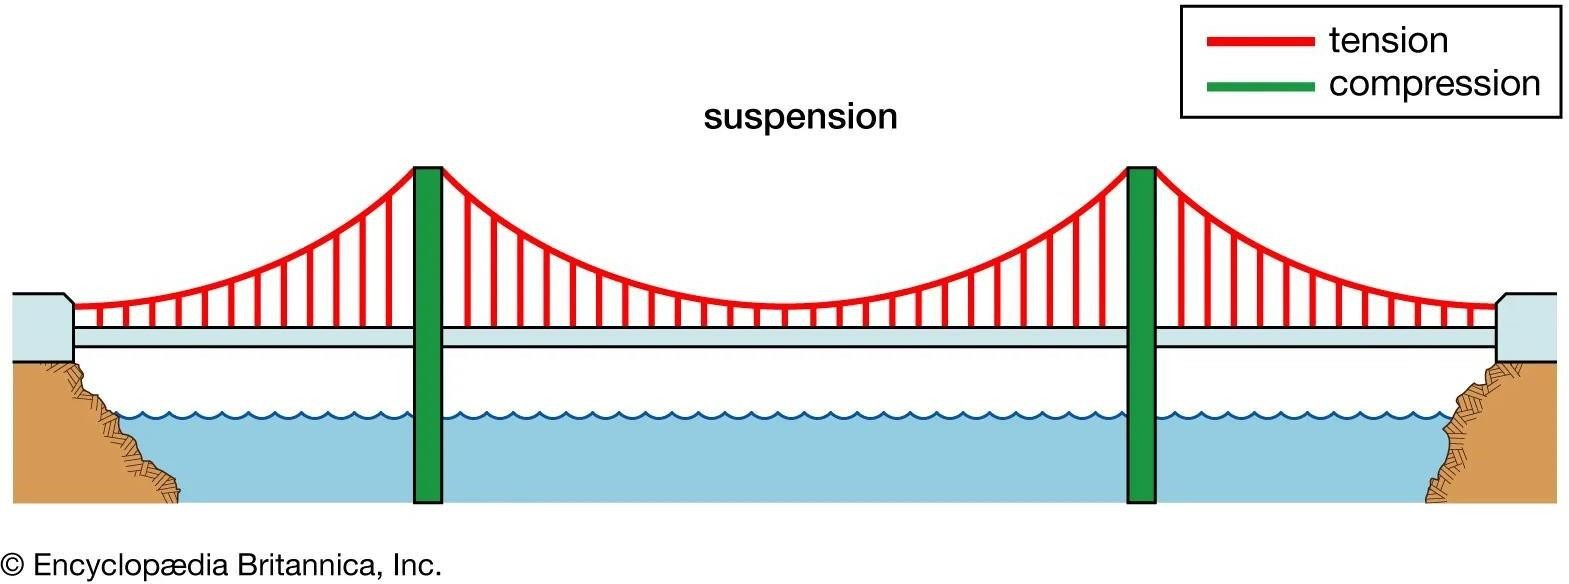 tension
compression
suspension
© Encyclopædia Britannica, Inc.